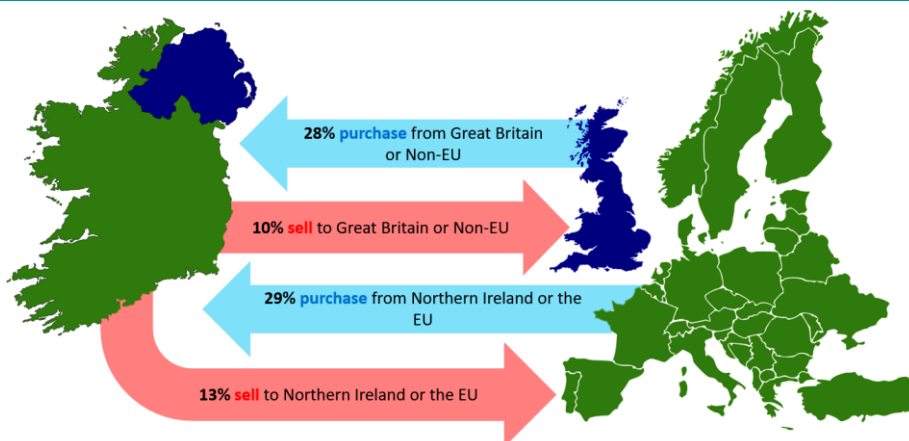 28% purchase from Great Britain
or Non-EU
10% sell to Great Britain or Non-EU
29% purchase from Northern Ireland or the
EU
13% sell to Northern Ireland or the EU